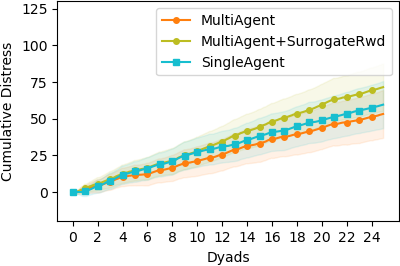 125
100
75
50
25
0
Cumulative Distress
MultiAgent
MultiAgent+SurrogateRwd
SingleAgent
0 2 4 6 8 10 12 14 16 18 20 22 24
Dyads